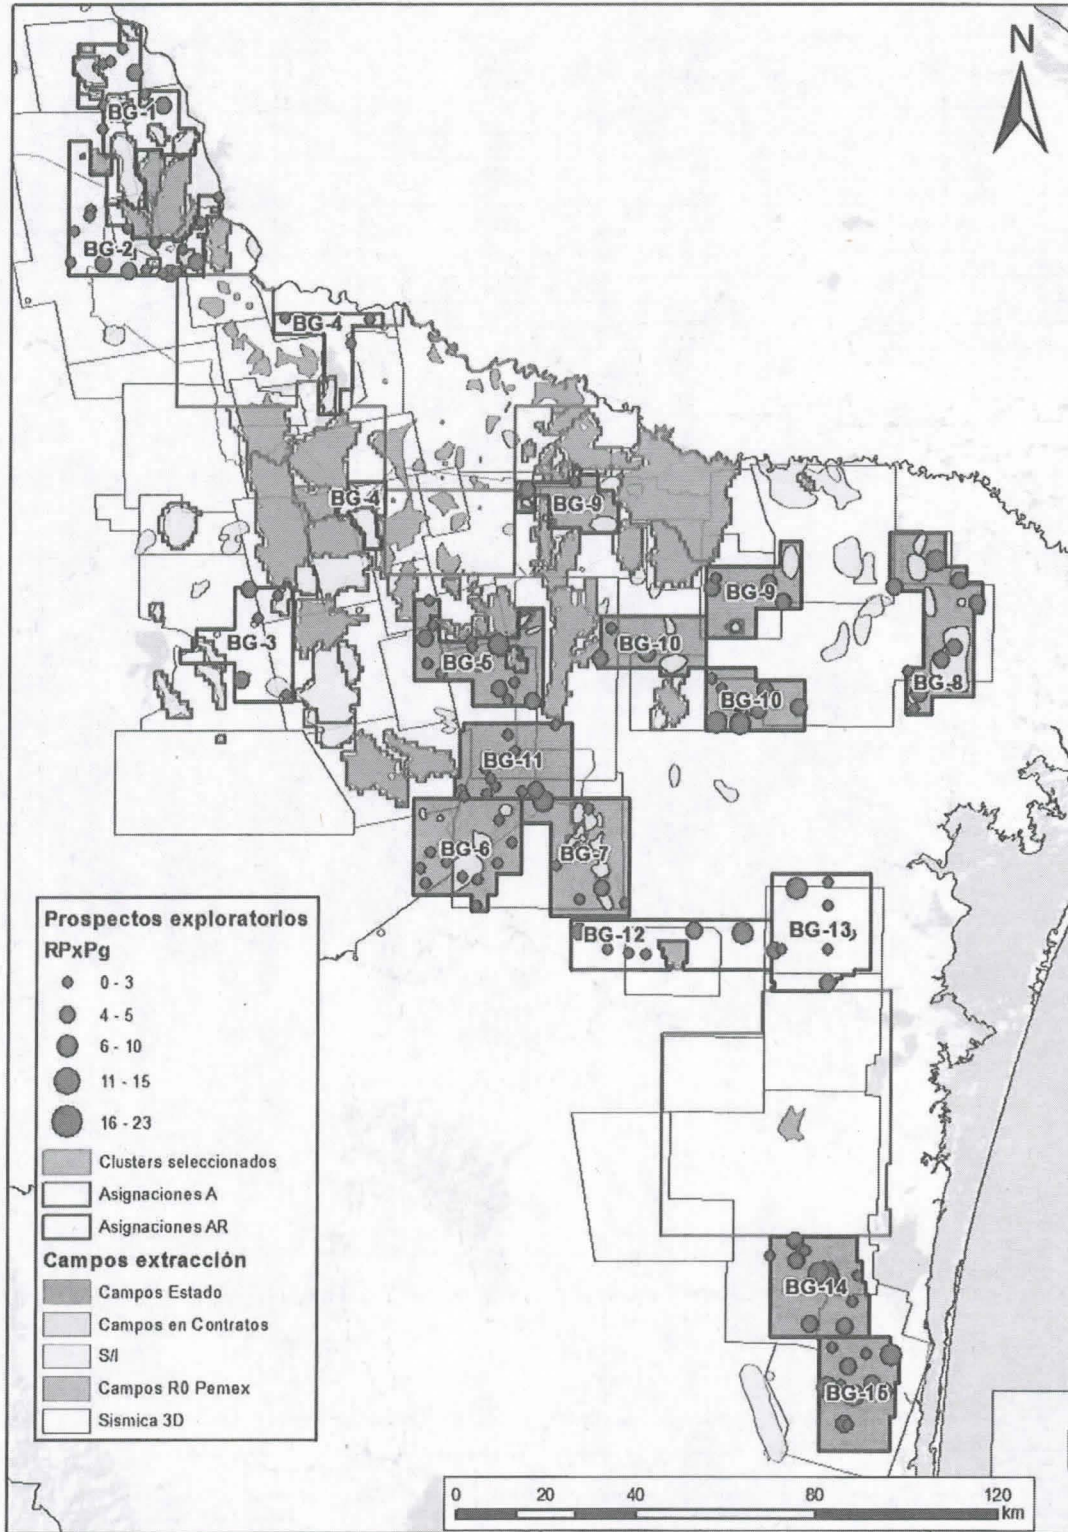 N
BG-1
BG-2
BG-4
BG-4
BG-9
BG-9
BG-3
BG-5
BG-10
BG-8
BG-10
BG-11
BG-6
BG-7
BG-12
BG-13
BG-14
BG-15
Prospectos exploratorios
RPxPg
0 - 3
4 - 5
6 - 10
11 - 15
16 - 23
Clusters seleccionados
Asignaciones A
Asignaciones AR
Campos extracción
Campos Estado
Campos en Contratos
S/I
Campos R0 Pemex
Sismica 3D
0 20 40 80 120
km